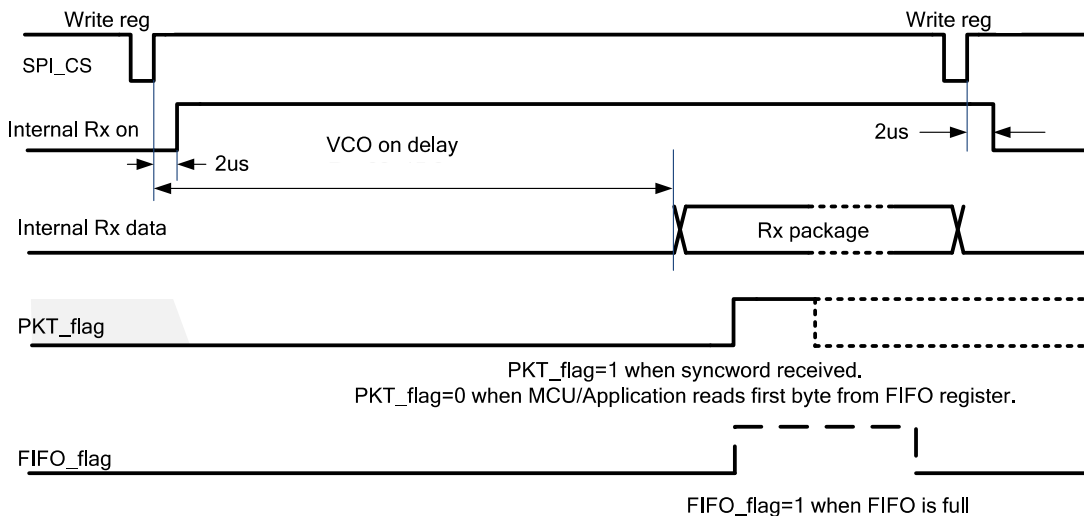 Write reg
Write reg
SPI_CS
Internal Rx on
2us
VCO on delay
2us
Internal Rx data
Rx package
PKT_flag
PKT_flag=1 when syncword received.
PKT_flag=0 when MCU/Application reads first byte from FIFO register.
FIFO_flag
FIFO_flag=1 when FIFO is full